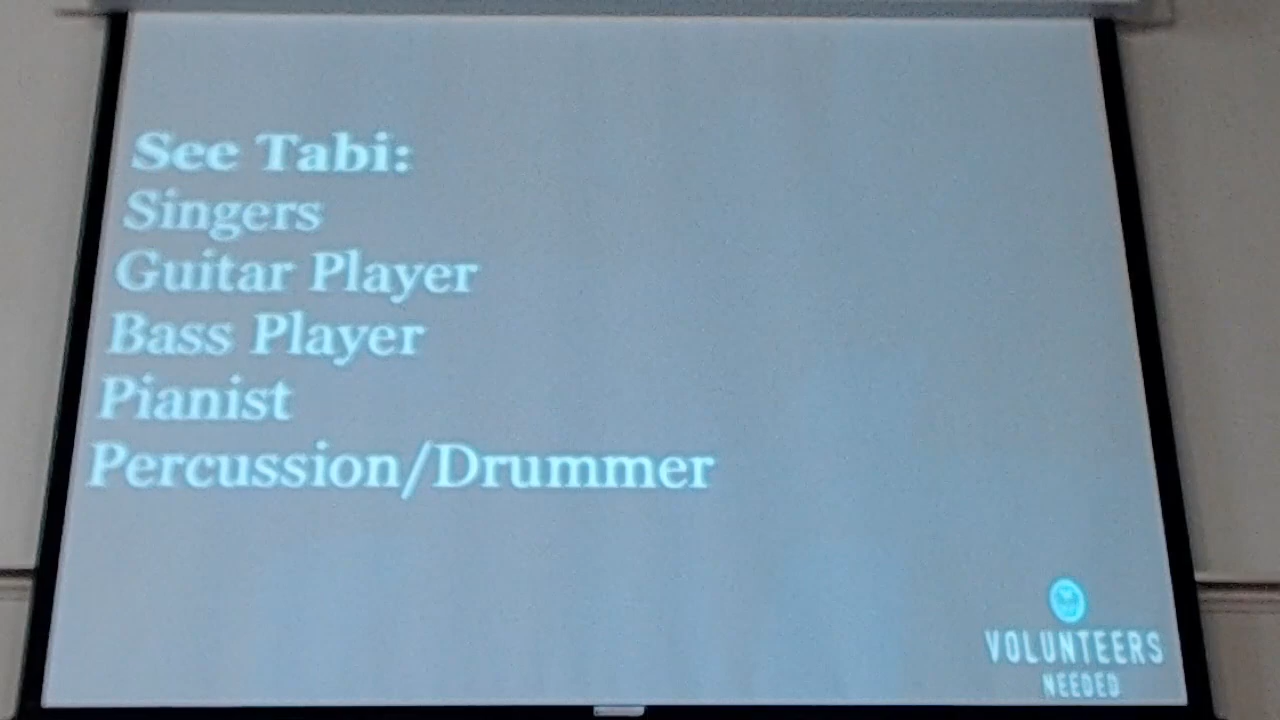 See Tabi:
Singers
Guitar Player
Bass Player
Pianist
Percussion/Drummer
VOLUNTEERS
NEEDED